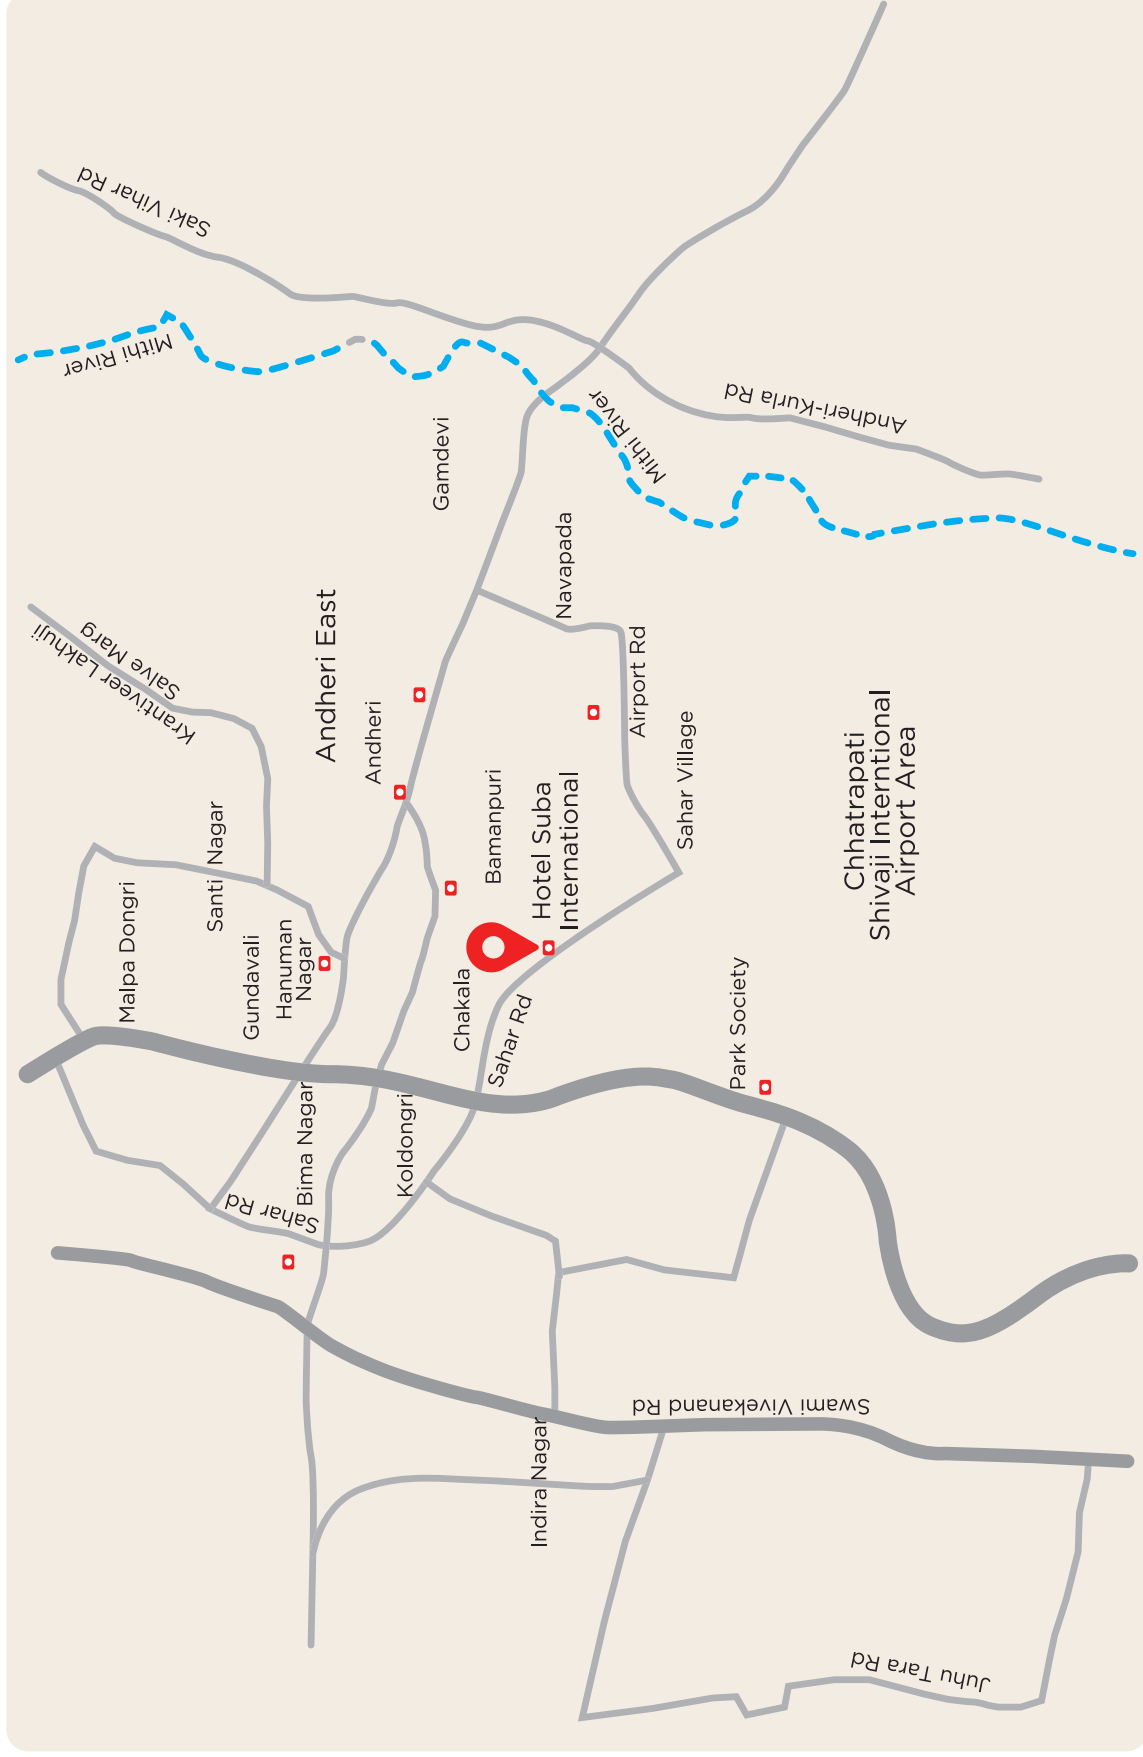 Saki Vihar Rd
Mithi River
Gamdevi
Mithi River
Andheri-Kurla Rd
Navapada
Krantiveer Lakhuji
Salve Marg
Andheri East
Andheri
Airport Rd
Sahar Village
Chhatrapati
Shivaji Interntional
Airport Area
Santi Nagar
Bamanpuri
Hotel Suba
International
Malpa Dongri
Gundavali
Hanuman
Nagar
Chakala
Sahar Rd
Park Society
Bima Nagar
Koldongri
Sahar Rd
Swami Vivekanand Rd
Indira Nagar
Juhu Tara Rd